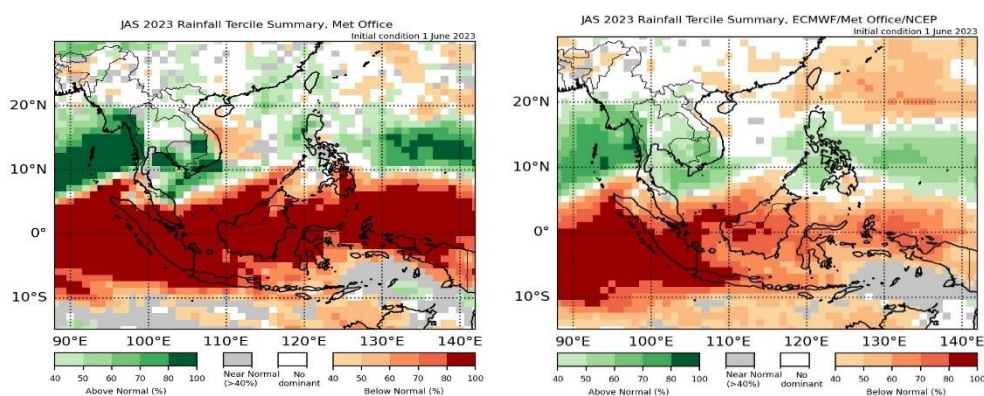 JAS 2023 Rainfall Tercile Summary, Met Office
Initial condition 1 June 2023
20°N
10°N
0°
10°S
90°E
100°E
110°E
120°E
130°E
140°E
40 50 60 70 80 100
Above Normal (%)
Near Normal
(>40%)
No
dominant
40 50 60 70 80 100
Below Normal (%)
JAS 2023 Rainfall Tercile Summary, ECMWF/Met Office/NCEP
Initial condition 1 June 2023
20°N
10°N
0°
10°S
90°E
100°E
110°E
120°E
130°E
140°E
40 50 60 70 80 100
Above Normal (%)
Near Normal
(>40%)
No
dominant
40 50 60 70 80 100
Below Normal (%)